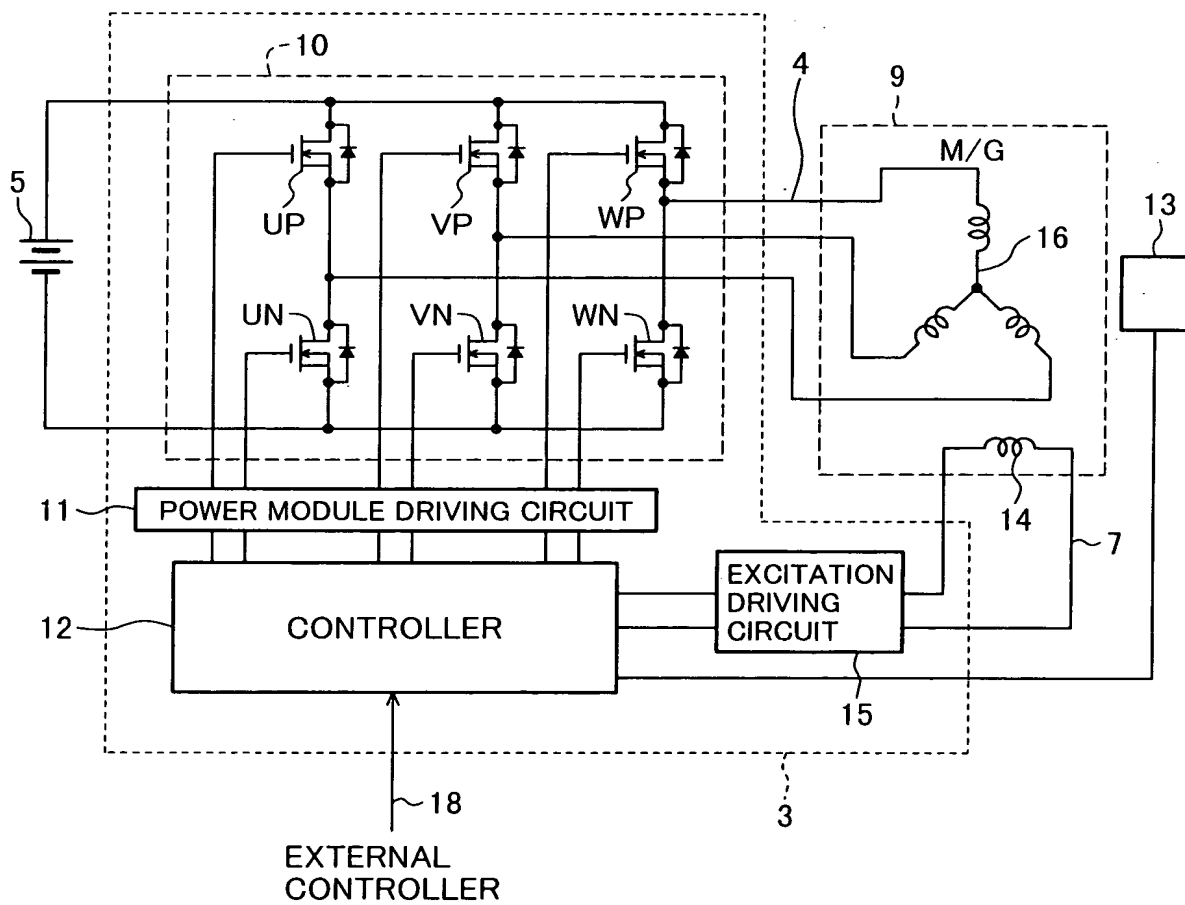 10
4
9
M/G
5
UP
VP
WP
13
16
UN
VN
WN
14
11
POWER MODULE DRIVING CIRCUIT
7
12
CONTROLLER
EXCITATION
DRIVING
CIRCUIT
15
3
18
EXTERNAL
CONTROLLER